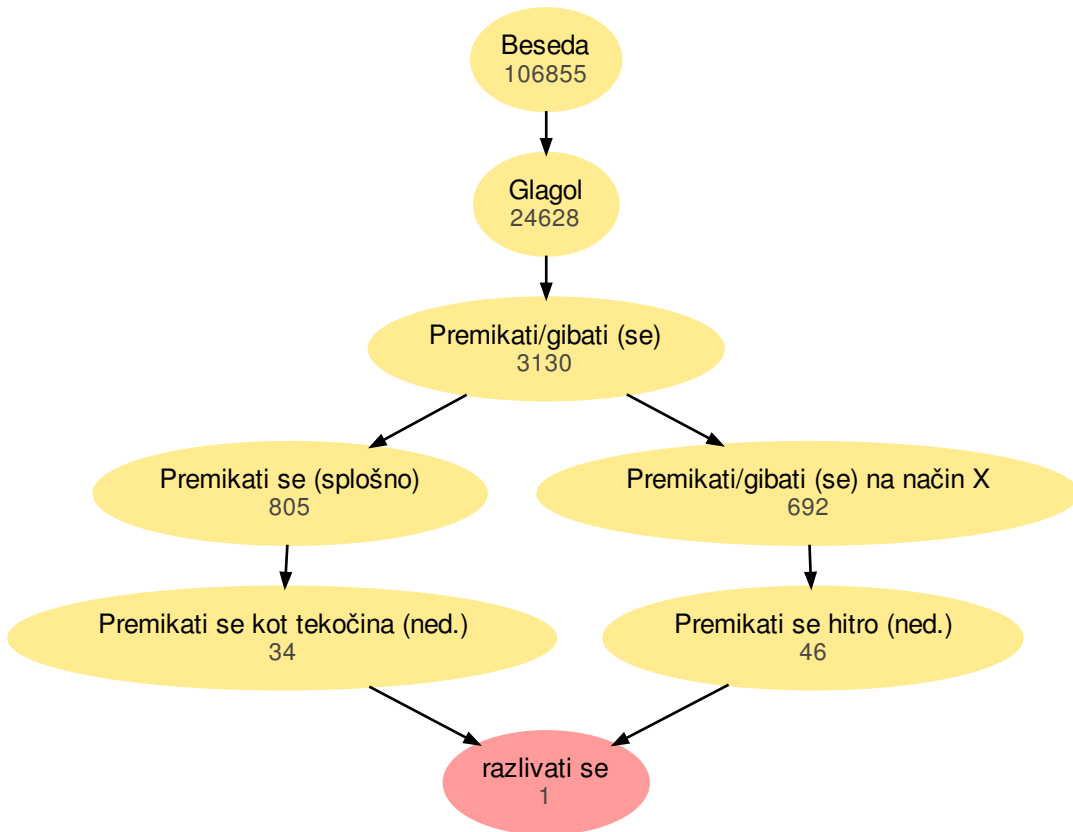 Beseda
106855
Glagol
24628
Premikati/gibati (se)
3130
Premikati se (splošno)
805
Premikati/gibati (se) na način X
692
Premikati se kot tekočina (ned.)
34
Premikati se hitro (ned.)
46
razlivati se
1